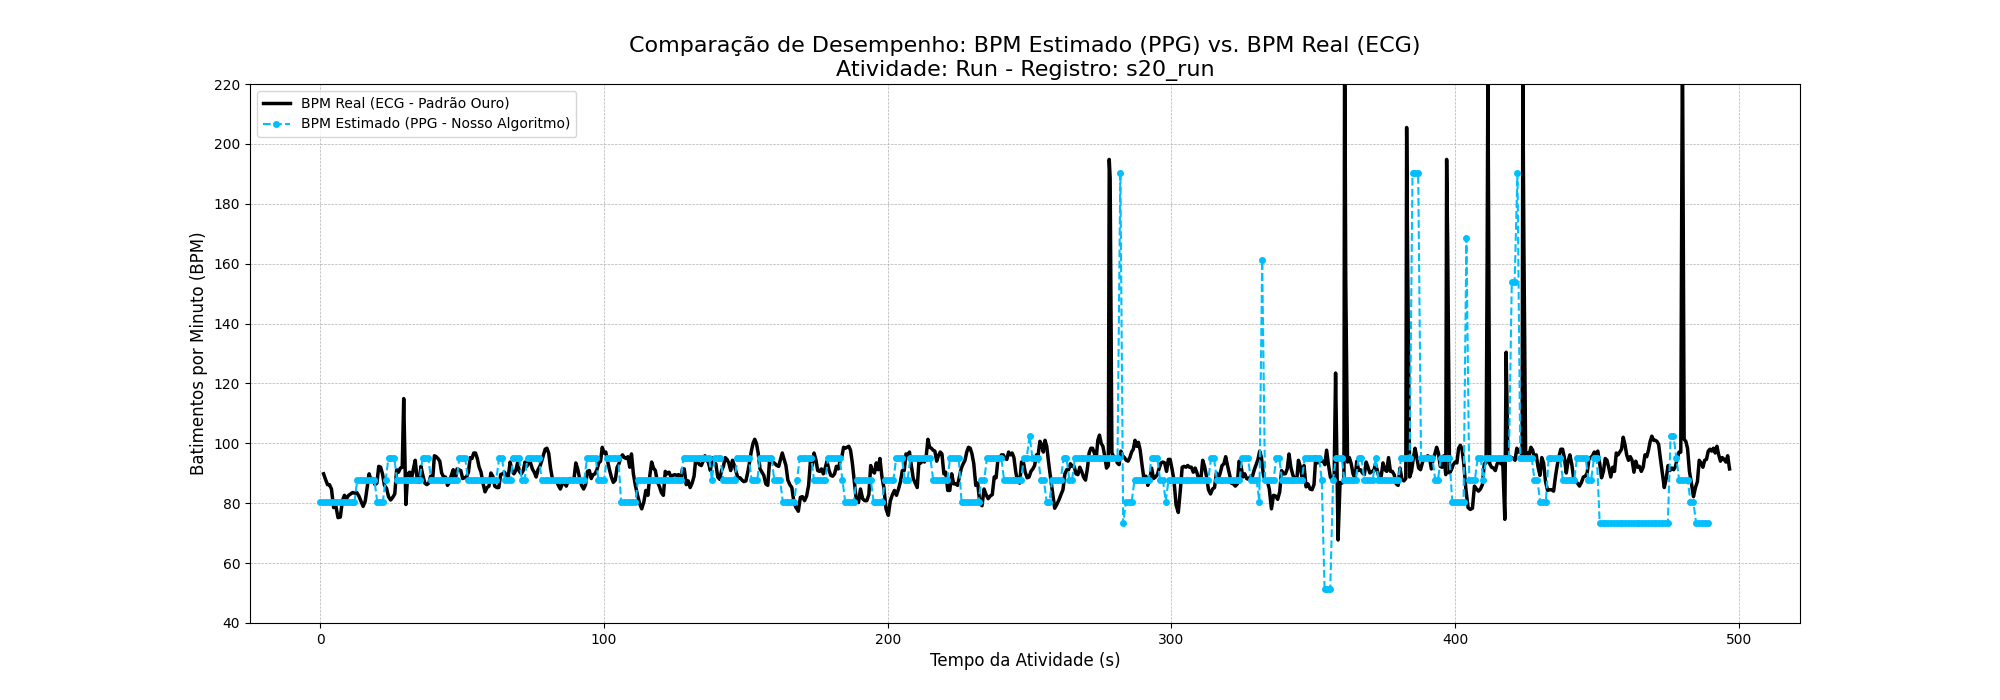 Comparação de Desempenho: BPM Estimado (PPG) vs. BPM Real (ECG)
Atividade: Run - Registro: s20_run
BPM Real (ECG - Padrão Ouro)
BPM Estimado (PPG - Nosso Algoritmo)
Batimentos por Minuto (BPM)
220
200
180
160
140
120
100
80
60
40
0 100 200 300 400 500
Tempo da Atividade (s)